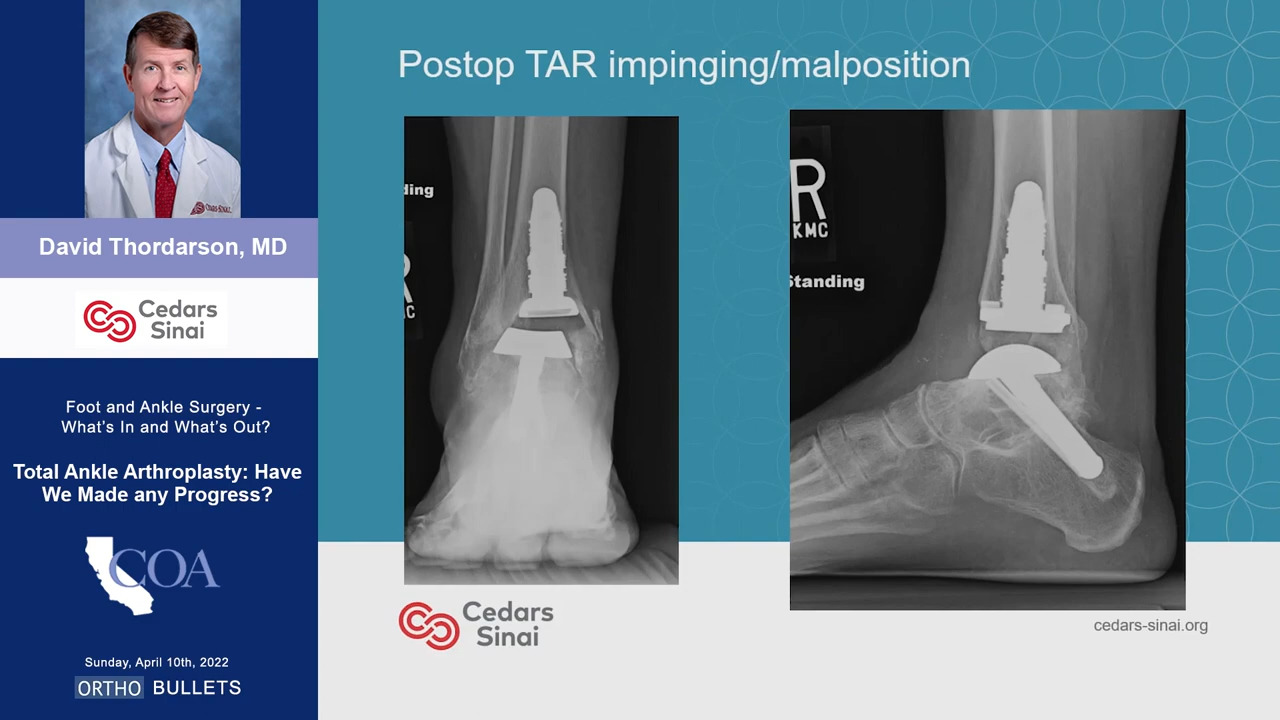 Postop TAR impinging/malposition
David Thordarson, MD
Cedars
Sinai
Foot and Ankle Surgery -
What's In and What's Out?
Total Ankle Arthroplasty: Have
We Made any Progress?
COA
Sunday, April 10th, 2022
ORTHO BULLETS
ding
R
IC
R
KMC
Standing
Cedars
Sinai
cedars-sinai.org